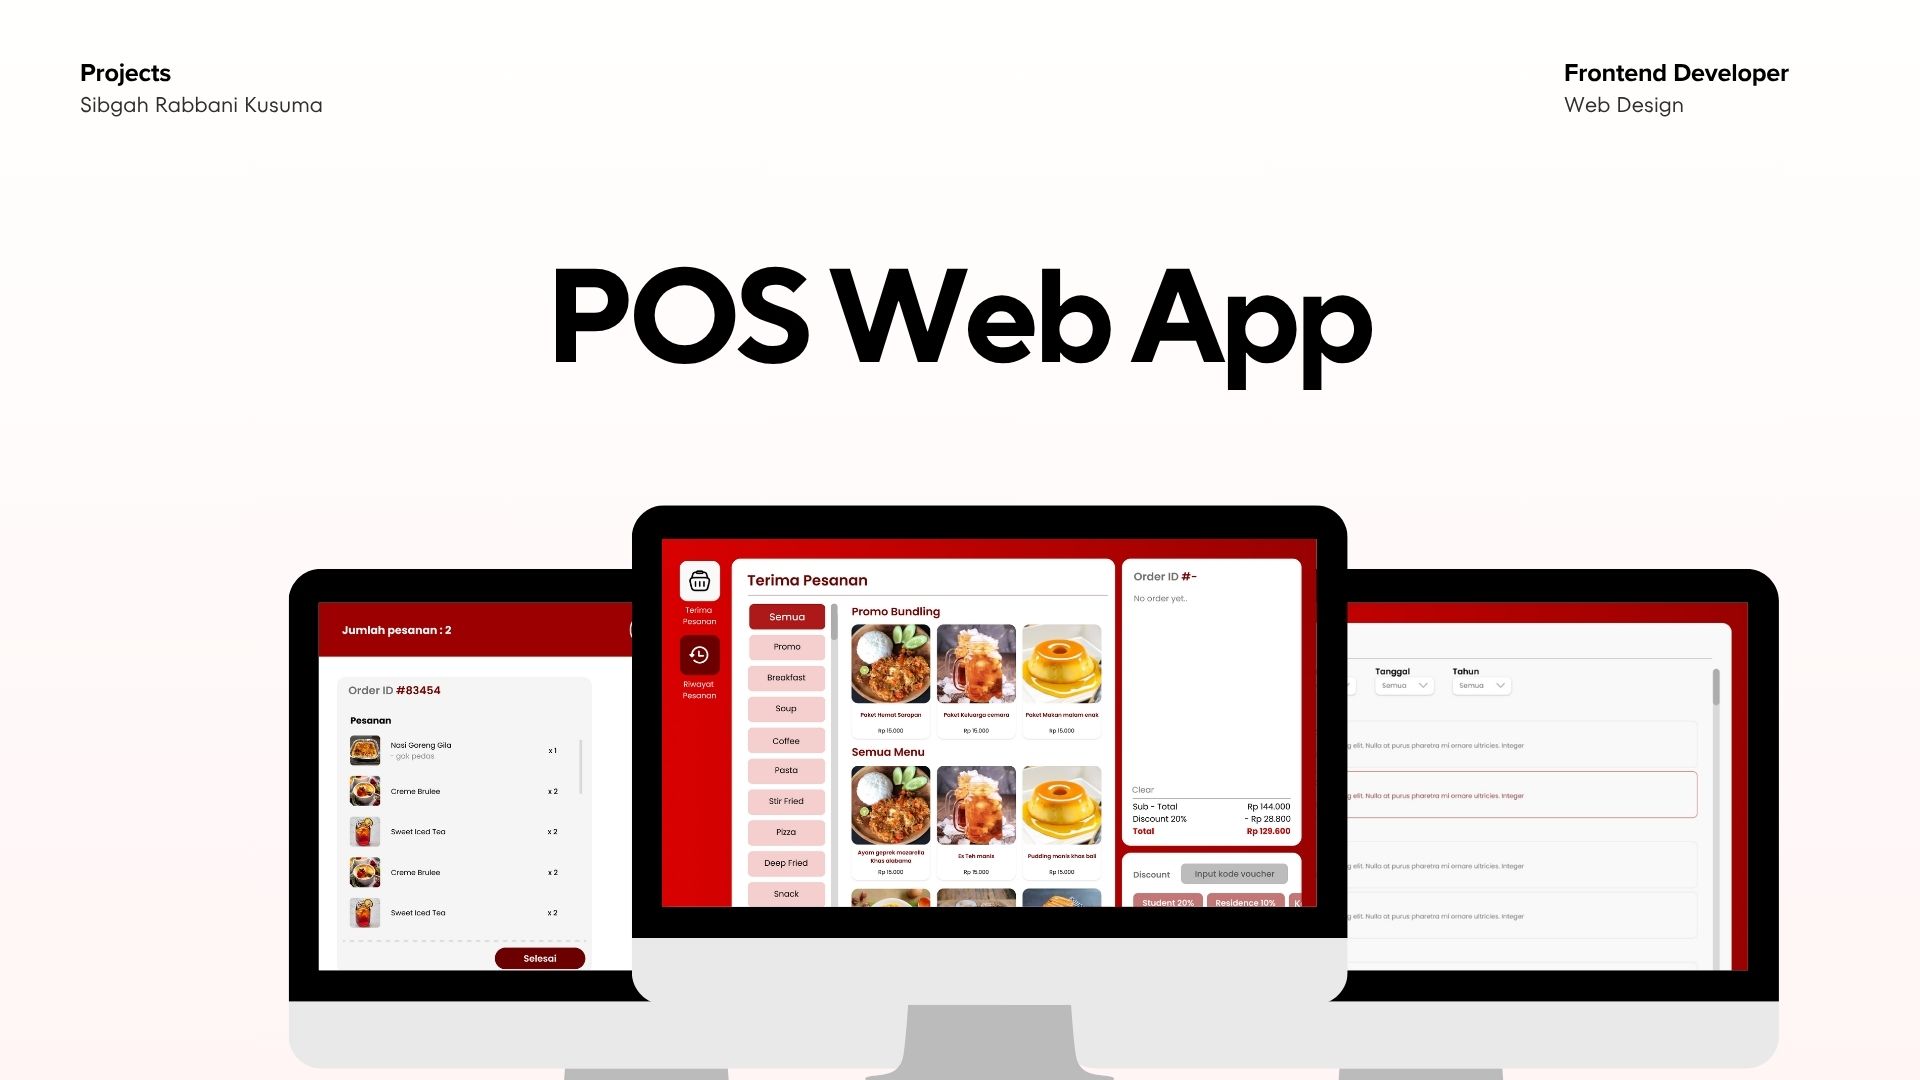 Projects
Sibgah Rabbani Kusuma
Frontend Developer
Web Design
POS Web App
Jumlah pesanan : 2
Order ID #83454
Pesanan
Nasi Goreng Gila
- gak pedas
x 1
Creme Brulee
x 2
Sweet Iced Tea
x 2
Creme Brulee
x 2
Sweet Iced Tea
x 2
Selesai
Terima
Pesanan
Riwayat
Pesanan
Terima Pesanan
Semua
Promo
Breakfast
Soup
Coffee
Pasta
Stir Fried
Pizza
Deep Fried
Snack
Promo Bundling
Paket Hemat Sarapan
Rp 15.000
Paket Keluarga cemara
Rp 15.000
Paket Makan malam enak
Rp 15.000
Semua Menu
Ayam geprek mozarella
Khas alabama
Rp 15.000
Es Teh manis
Rp 15.000
Pudding manis khas bali
Rp 15.000
Order ID #-
No order yet..
Clear
Sub - Total Rp 144.000
Discount 20% - Rp 28.800
Total Rp 129.600
Discount
Input kode voucher
Student 20%
Residence 10%
Tanggal
Semua
Tahun
Semua
g elit. Nulla at purus pharetra mi ornare ultricies. Integer
g elit. Nulla at purus pharetra mi ornare ultricies. Integer
g elit. Nulla at purus pharetra mi ornare ultricies. Integer
g elit. Nulla at purus pharetra mi ornare ultricies. Integer